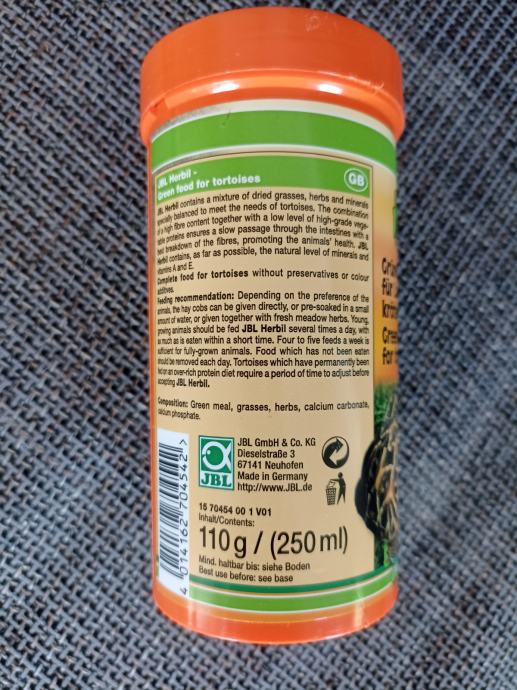 JBL Herbil -
Green food for tortoises
GB
JBL Herbil contains a mixture of dried grasses, herbs and minerals
specially balanced to meet the needs of tortoises. The combination
of a high fibre content together with a low level of high-grade vege-
table proteins ensures a slow passage through the intestines with a
breakdown of the fibres, promoting the animals' health. JBL
Herbil contains, as far as possible, the natural level of minerals and
vitamins A and E.
Complete food for tortoises without preservatives or colour
additives.
Feeding recommendation: Depending on the preference of the
animals, the hay cobs can be given directly, or pre-soaked in a small
amount of water, or given together with fresh meadow herbs. Young,
growing animals should be fed JBL Herbil several times a day, with
as much as is eaten within a short time. Four to five feeds a week is
sufficient for fully-grown animals. Food which has not been eaten
should be removed each day. Tortoises which have permanently been
fed on an over-rich protein diet require a period of time to adjust before
accepting JBL Herbil.
Composition: Green meal, grasses, herbs, calcium carbonate,
calcium phosphate.
JBL
JBL GmbH & Co. KG
Dieselstraße 3
67141 Neuhofen
Made in Germany
http://www.JBL.de
15 70454 00 1 V01
Inhalt/Contents:
110 g / (250 ml)
Mind. haltbar bis: siehe Boden
Best use before: see base
4 014162 704542 >
für
Gree
for